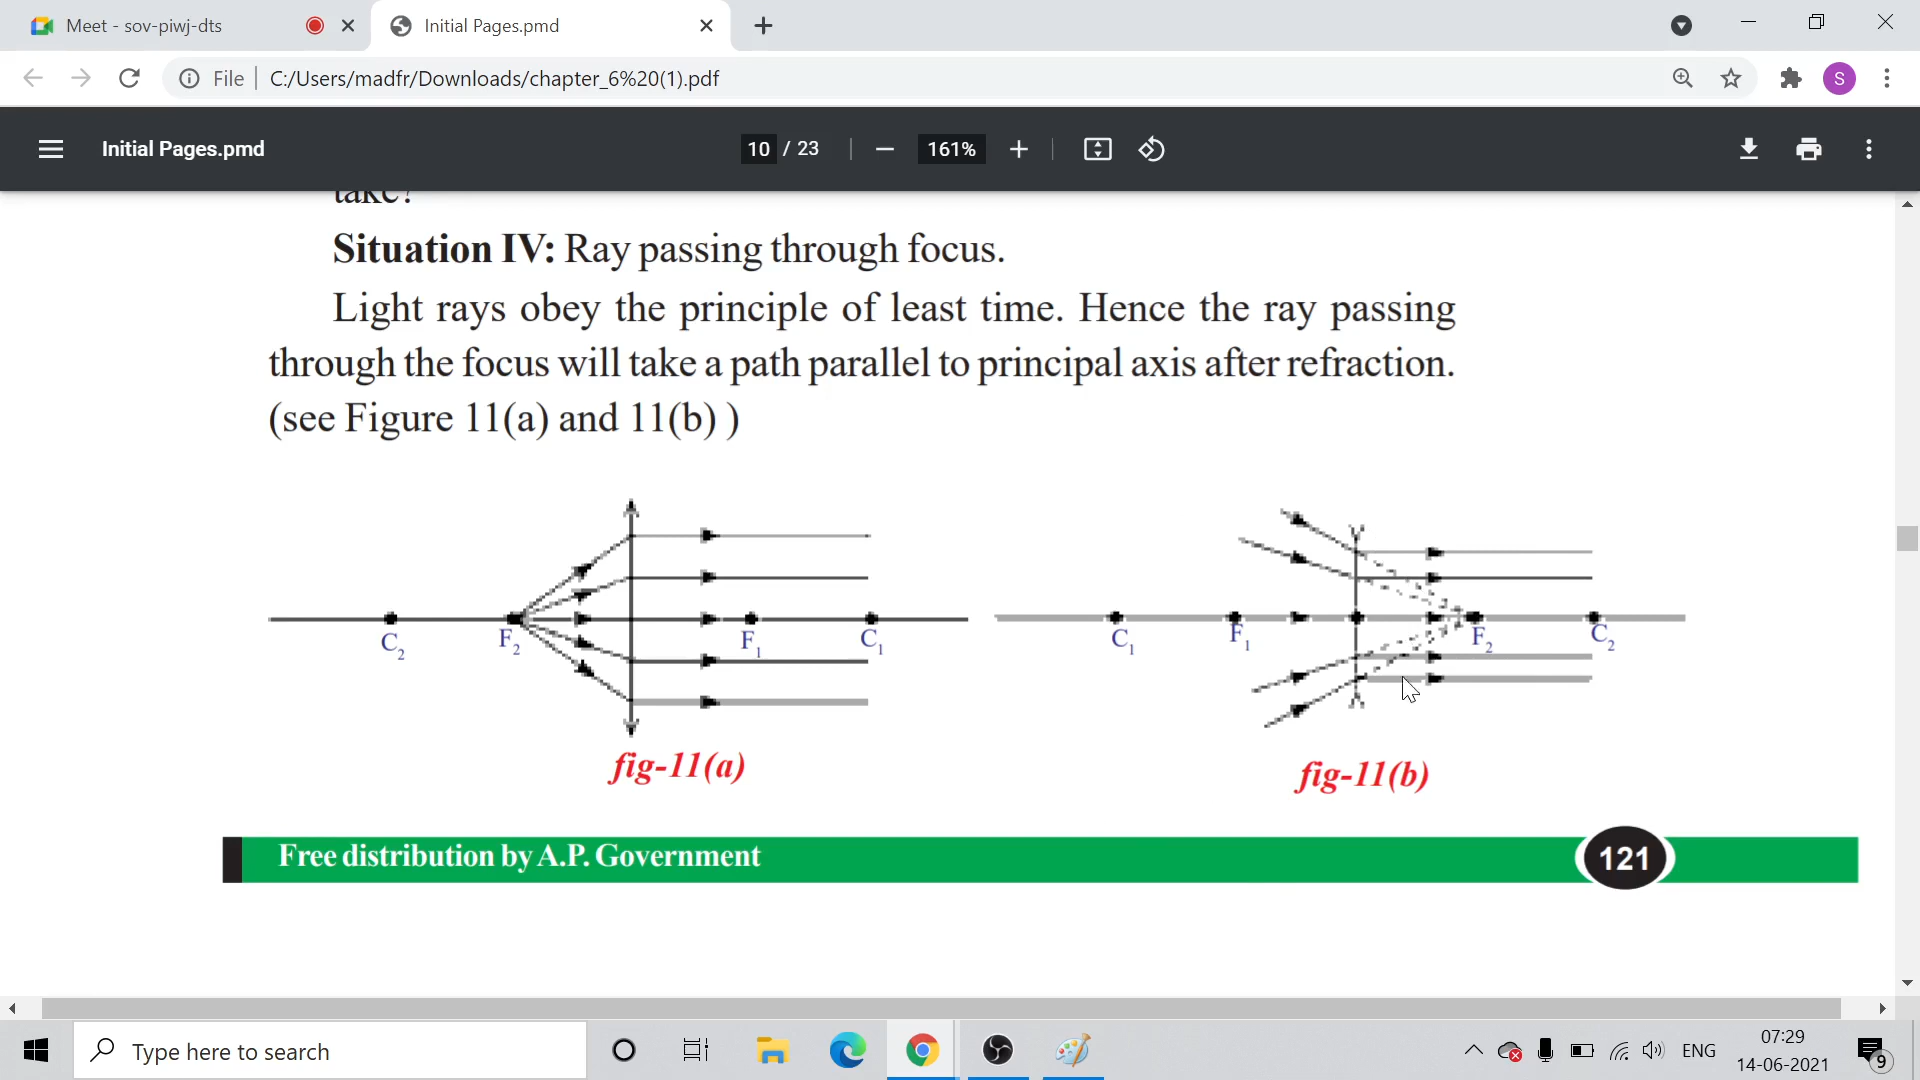 Meet - sov-piwj-dts
Initial Pages.pmd
File C:/Users/madfr/Downloads/chapter_6%20(1).pdf
S
Initial Pages.pmd
10 / 23
161%
take?
Situation IV: Ray passing through focus.
Light rays obey the principle of least time. Hence the ray passing
through the focus will take a path parallel to principal axis after refraction.
(see Figure 11(a) and 11(b) )
C2 F2 F1 C1
C1 F1 F2 C2
fig-11(a)
fig-11(b)
Free distribution by A.P. Government
121
Type here to search
ENG
07:29
14-06-2021
9